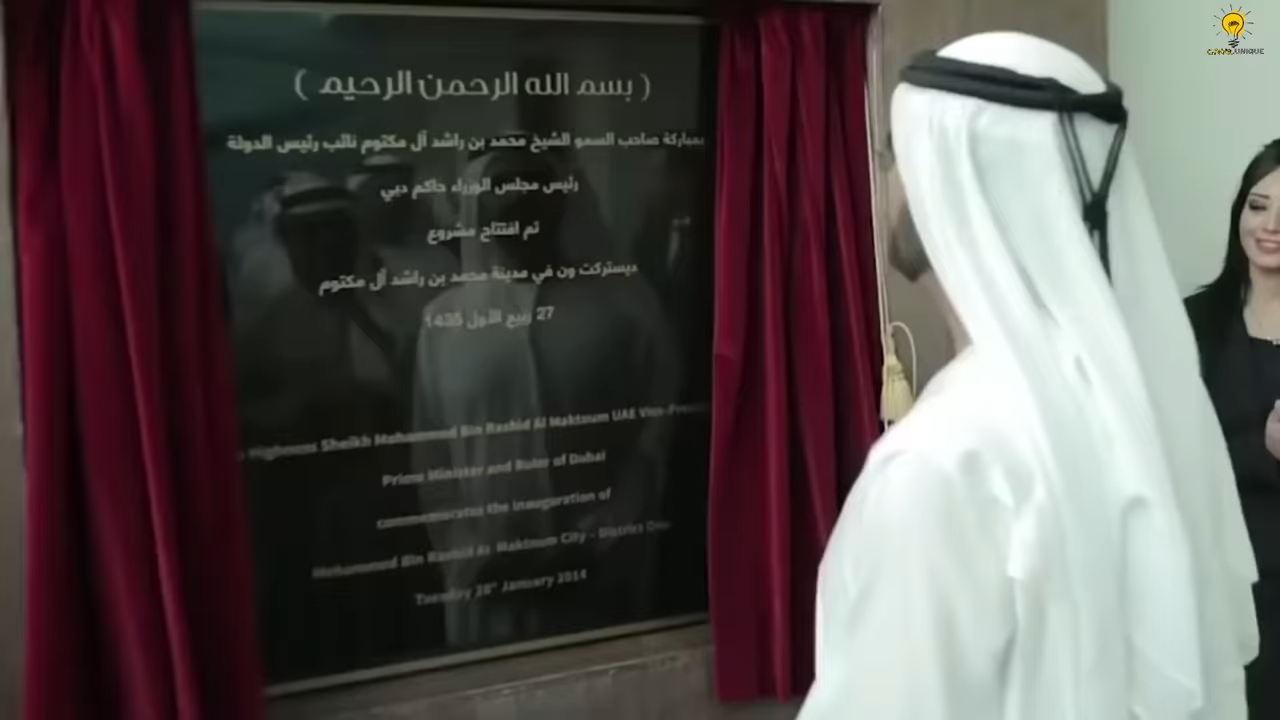 ( بسم الله الرحمن الرحيم )
بمباركة صاحب السمو الشيخ محمد بن راشد آل مكتوم نائب رئيس الدولة
رئيس مجلس الوزراء حاكم دبي
تم افتتاح مشروع
ديستركت ون في مدينة محمد بن راشد آل مكتوم
27 ربيع الأول 1435
Highness Sheikh Mohammed Bin Rashid Al Maktoum UAE
Prime Minister and Ruler of Dubai
commemorates the inauguration of
Mohammed Bin Rashid Al Maktoum City - District One
Tuesday 28ᵗʰ January 2014
UNIQUE